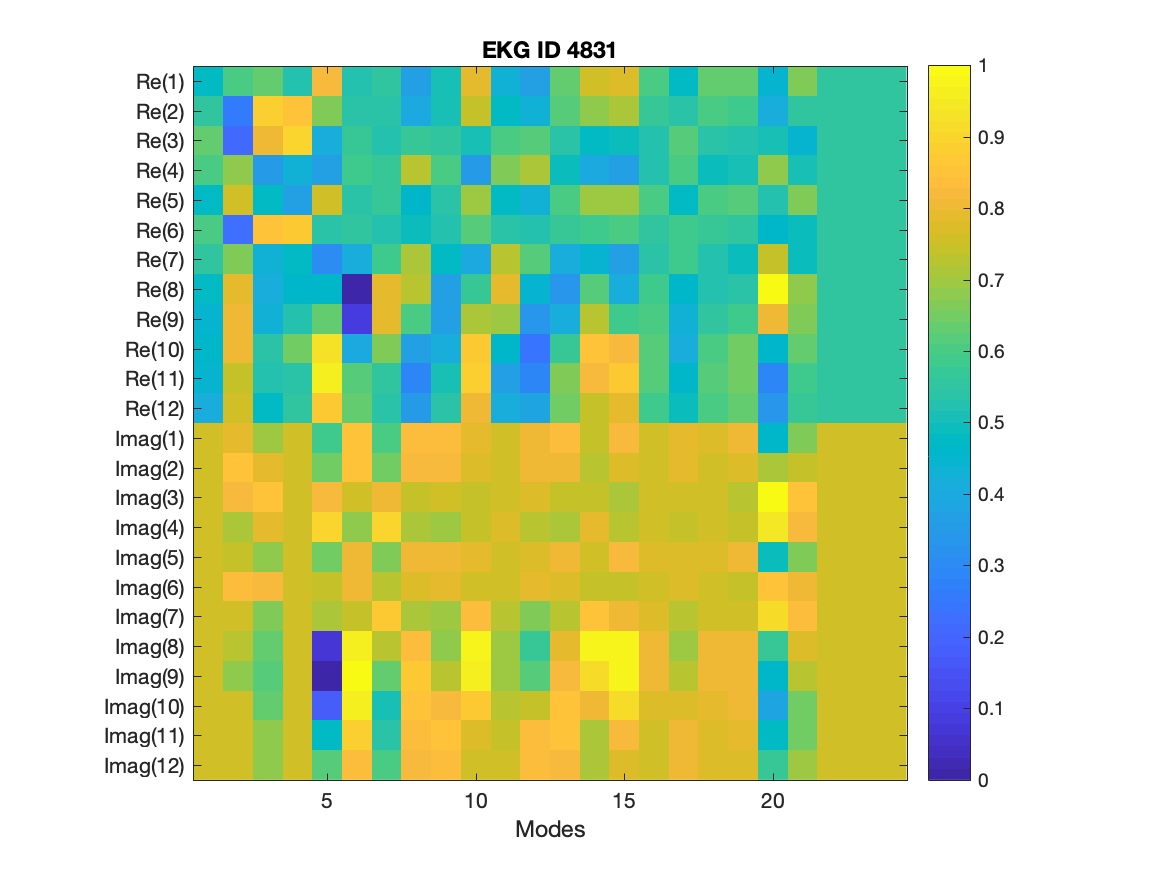 EKG ID 4831
Re(1)
Re(2)
Re(3)
Re(4)
Re(5)
Re(6)
Re(7)
Re(8)
Re(9)
Re(10)
Re(11)
Re(12)
Imag(1)
Imag(2)
Imag(3)
Imag(4)
Imag(5)
Imag(6)
Imag(7)
Imag(8)
Imag(9)
Imag(10)
Imag(11)
Imag(12)
5 10 15 20
Modes
1
0.9
0.8
0.7
0.6
0.5
0.4
0.3
0.2
0.1
0